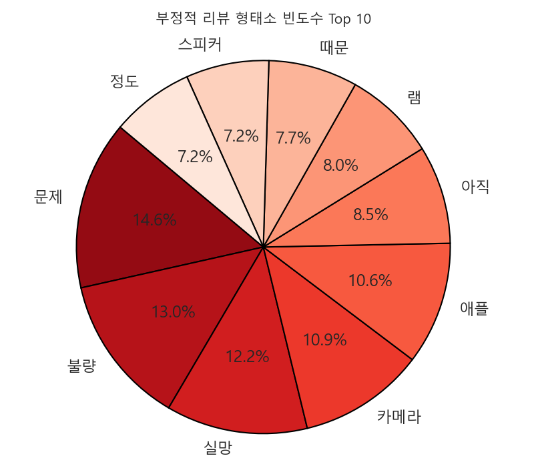 부정적 리뷰 형태소 빈도수 Top 10
스피커
때문
정도
램
7.2%
7.7%
7.2%
8.0%
아직
문제
14.6%
8.5%
10.6%
애플
13.0%
10.9%
불량
12.2%
카메라
실망